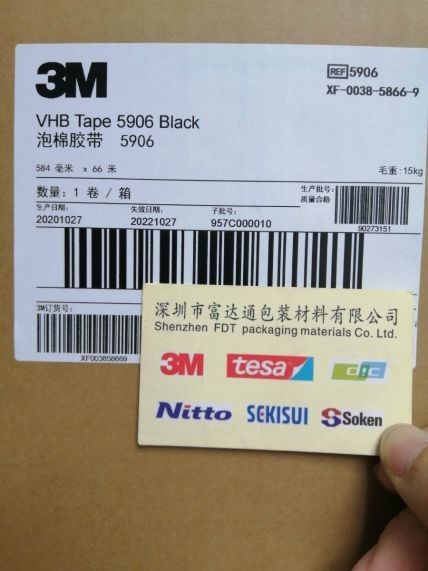 3M
REF 5906
XF-0038-5866-9
VHB Tape 5906 Black
泡棉胶带 5906
584 毫米 x 66 米
毛重:15kg
数量: 1 卷 / 箱
生产批号:
质量合格:
生产日期: 失效日期: 子批号:
20201027 20221027 957C000010
90273151
3M订货号:
XF003858669
深圳市富达通包装材料有限公司
Shenzhen FDT packaging materials Co. Ltd.
3M tesa dic
Nitto SEKISUI Soken